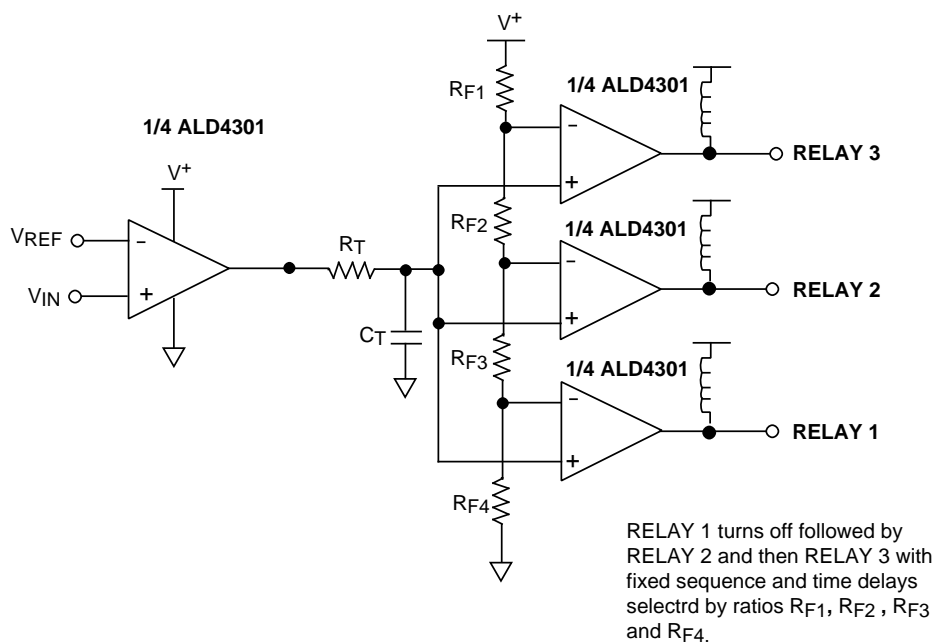 V+
1/4 ALD4301
RF1
RELAY 3
1/4 ALD4301
V+
VREF
VIN
RT
CT
RF2
1/4 ALD4301
RELAY 2
RF3
1/4 ALD4301
RELAY 1
RF4
RELAY 1 turns off followed by
RELAY 2 and then RELAY 3 with
fixed sequence and time delays
selectrd by ratios RF1, RF2 , RF3
and RF4.